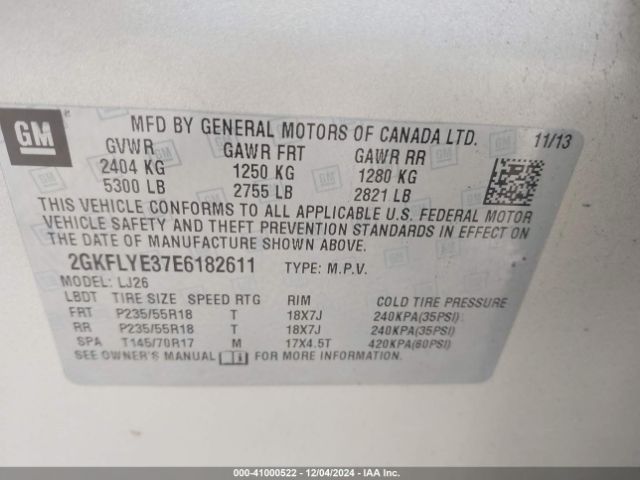 GM
MFD BY GENERAL MOTORS OF CANADA LTD. 11/13
GVWR GAWR FRT GAWR RR
2404 KG 1250 KG 1280 KG
5300 LB 2755 LB 2821 LB
THIS VEHICLE CONFORMS TO ALL APPLICABLE U.S. FEDERAL MOTOR
VEHICLE SAFETY AND THEFT PREVENTION STANDARDS IN EFFECT ON
THE DATE OF MANUFACTURE SHOWN ABOVE.
2GKFLYE37E6182611 TYPE: M.P.V.
MODEL: LJ26
LBDT TIRE SIZE SPEED RTG RIM COLD TIRE PRESSURE
FRT P235/55R18 T 18X7J 240KPA(35PSI)
RR P235/55R18 T 18X7J 240KPA(35PSI)
SPA T145/70R17 M 17X4.5T 420KPA(60PSI)
SEE OWNER'S MANUAL FOR MORE INFORMATION.
000-41000522 - 12/04/2024 - IAAI.com